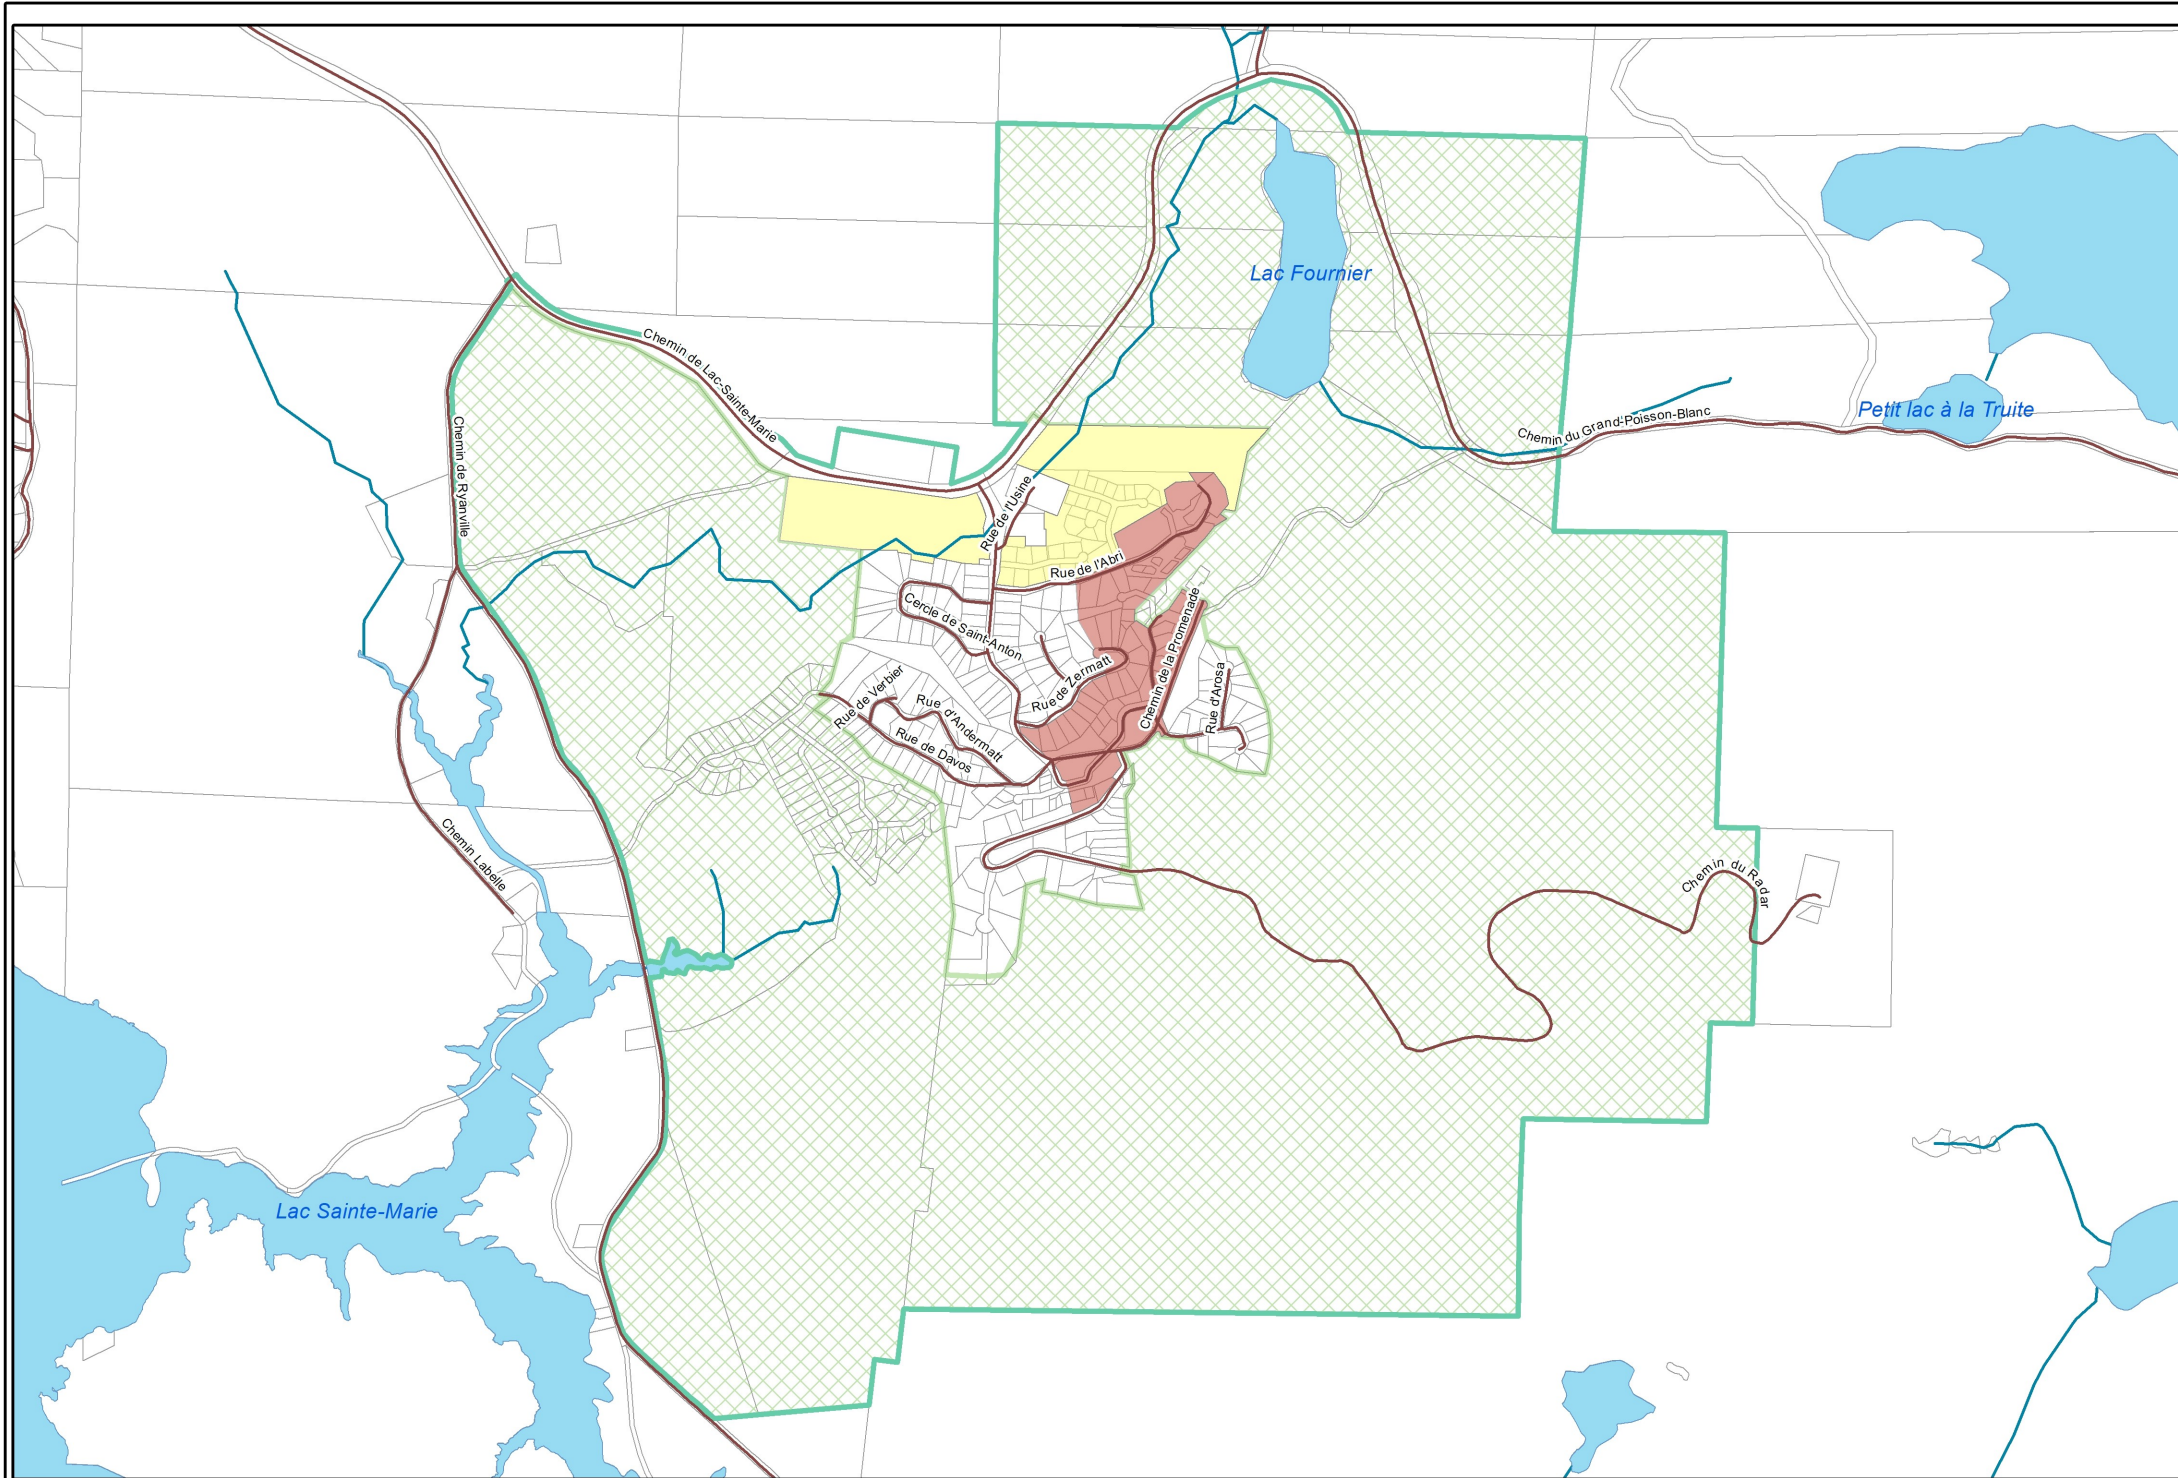 Lac Fournier
Chemin de Lac-Sainte-Marie
Petit lac à la Truite
Chemin du Grand-Poisson-Blanc
Chemin de Ryanville
Rue de l'Usine
Rue de l'Abri
Cercle de Saint-Anton
Chemin de la Promenade
Rue de Zermatt
Rue d'Arosa
Rue de Verbier
Rue d'Andermatt
Rue de Davos
Chemin Labelle
Chemin du Radar
Lac Sainte-Marie